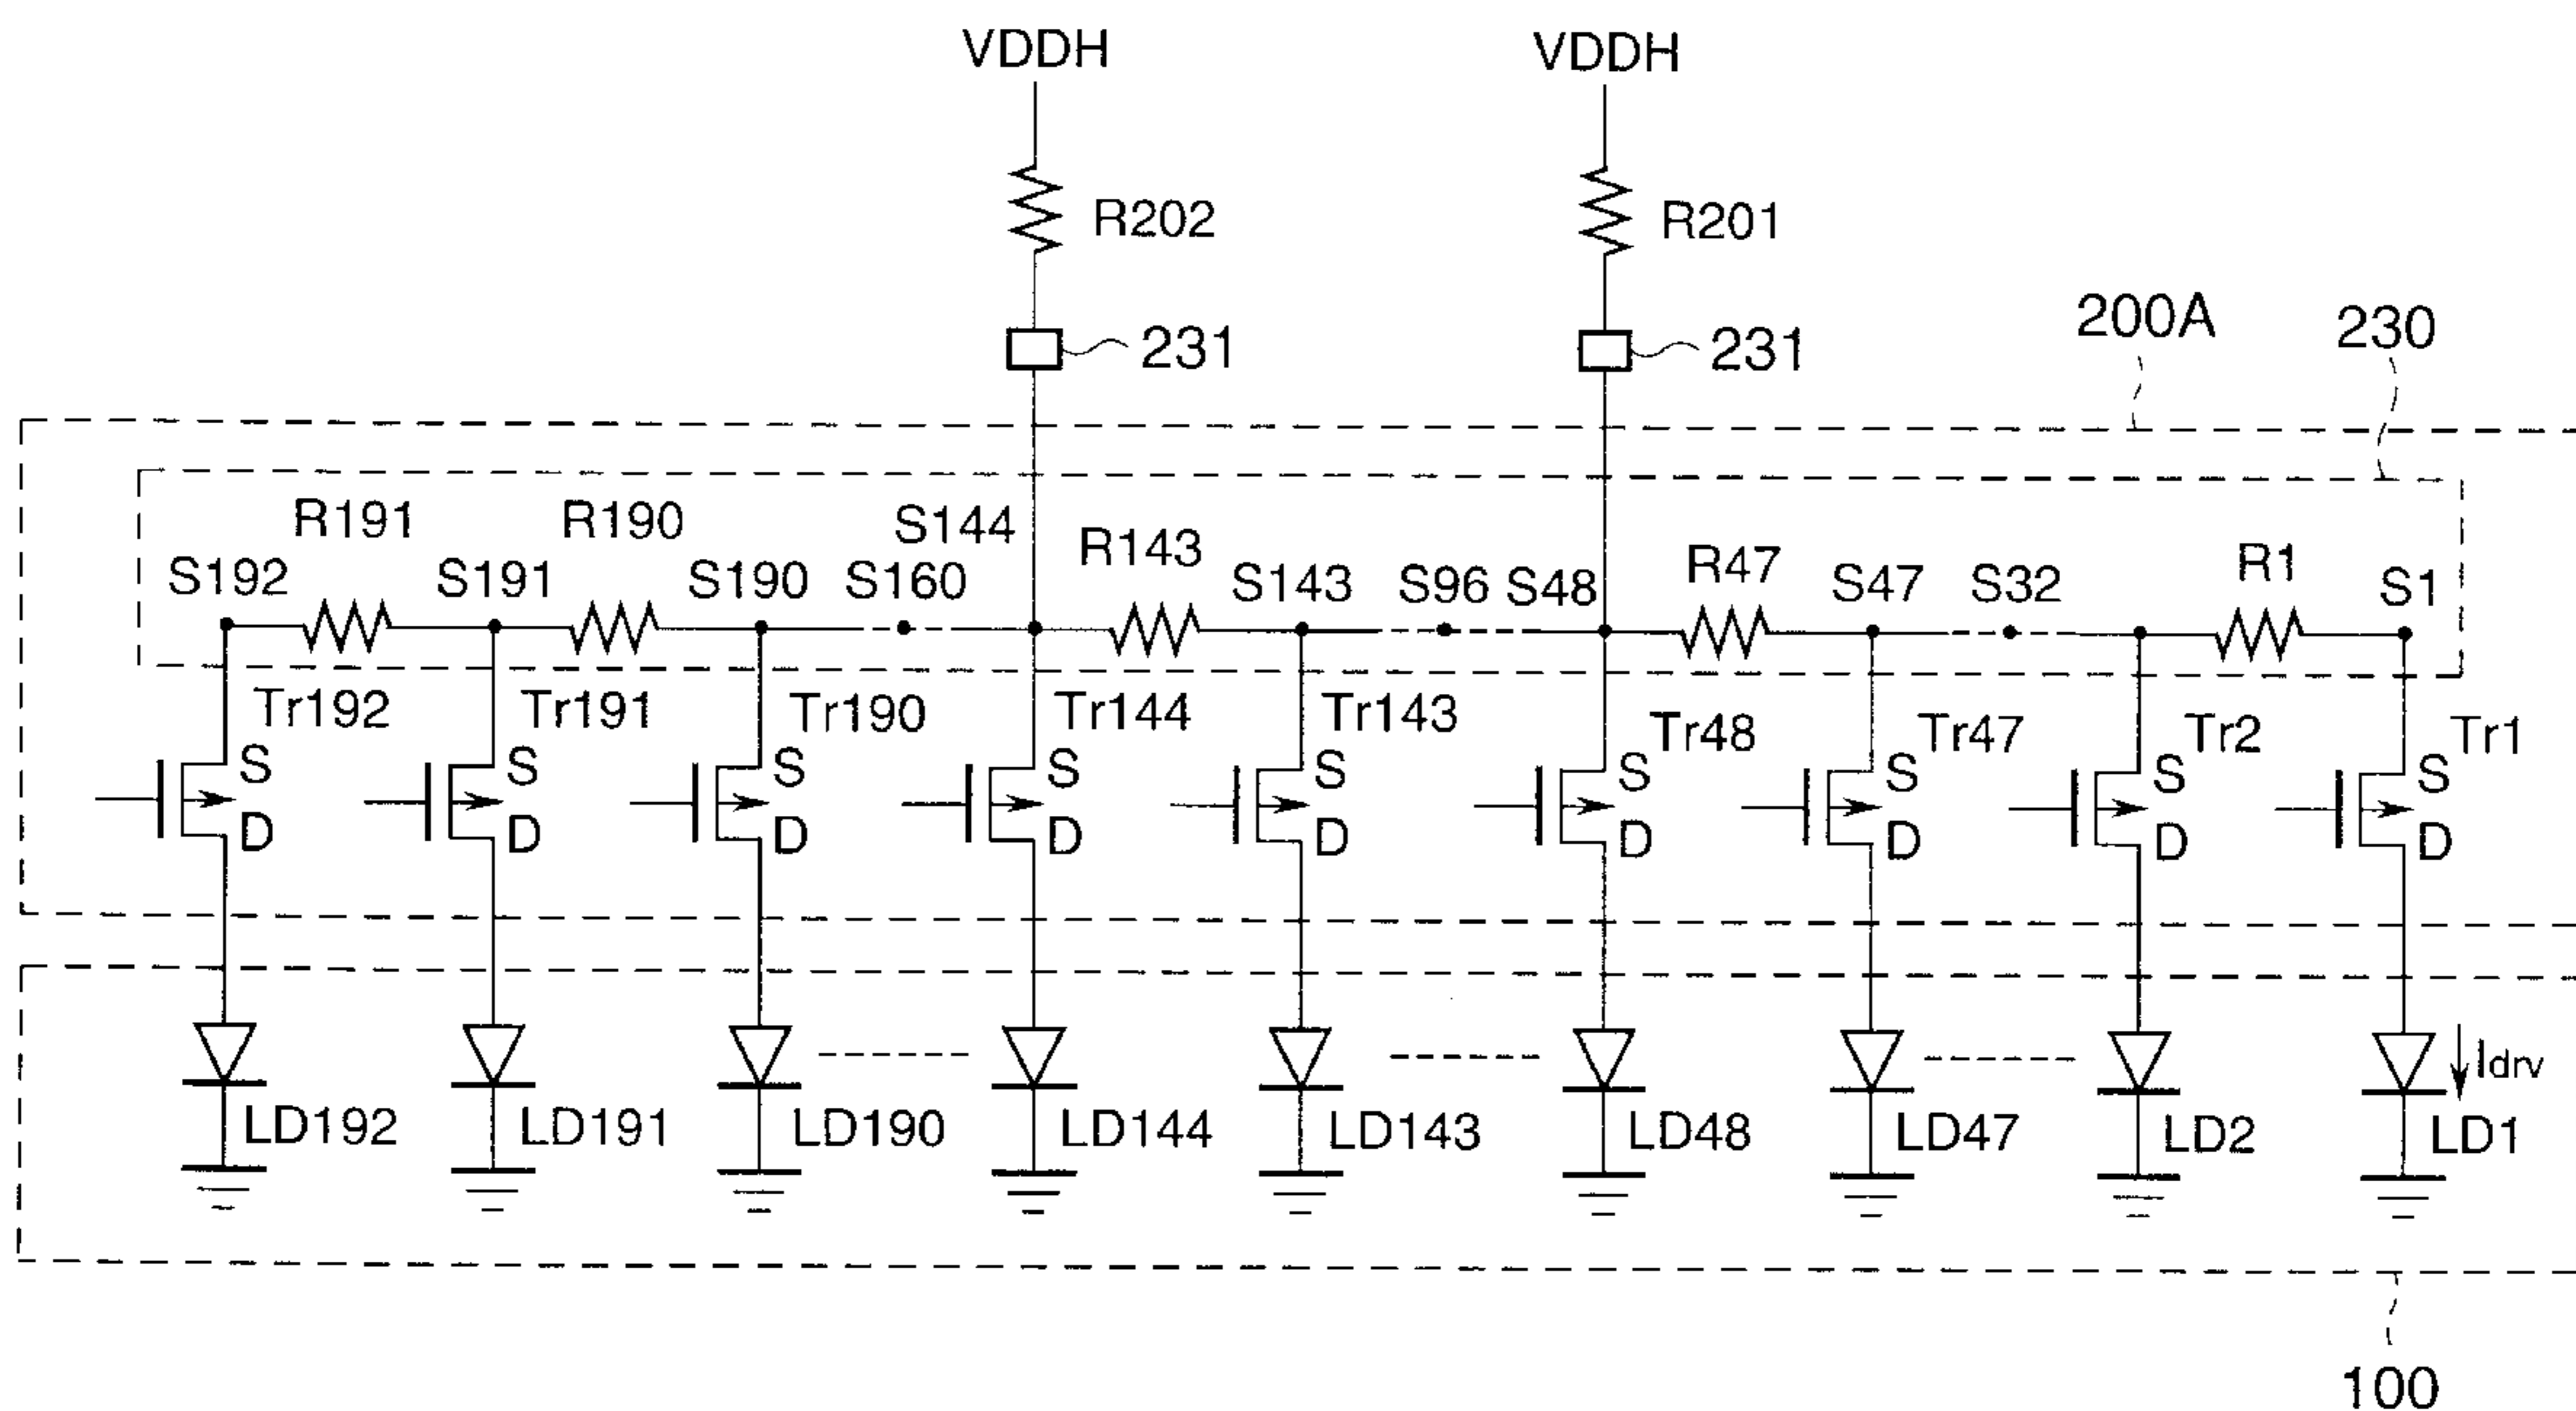 VDDH VDDH
R202 R201
231 231
200A 230
R191 R190 S144 R143 R47 R1
S192 S191 S190 S160 S143 S96 S48 S47 S32 S1
Tr192 Tr191 Tr190 Tr144 Tr143 Tr48 Tr47 Tr2 Tr1
S S S S S S S S S
D D D D D D D D D
Idrv
LD192 LD191 LD190 LD144 LD143 LD48 LD47 LD2 LD1
100